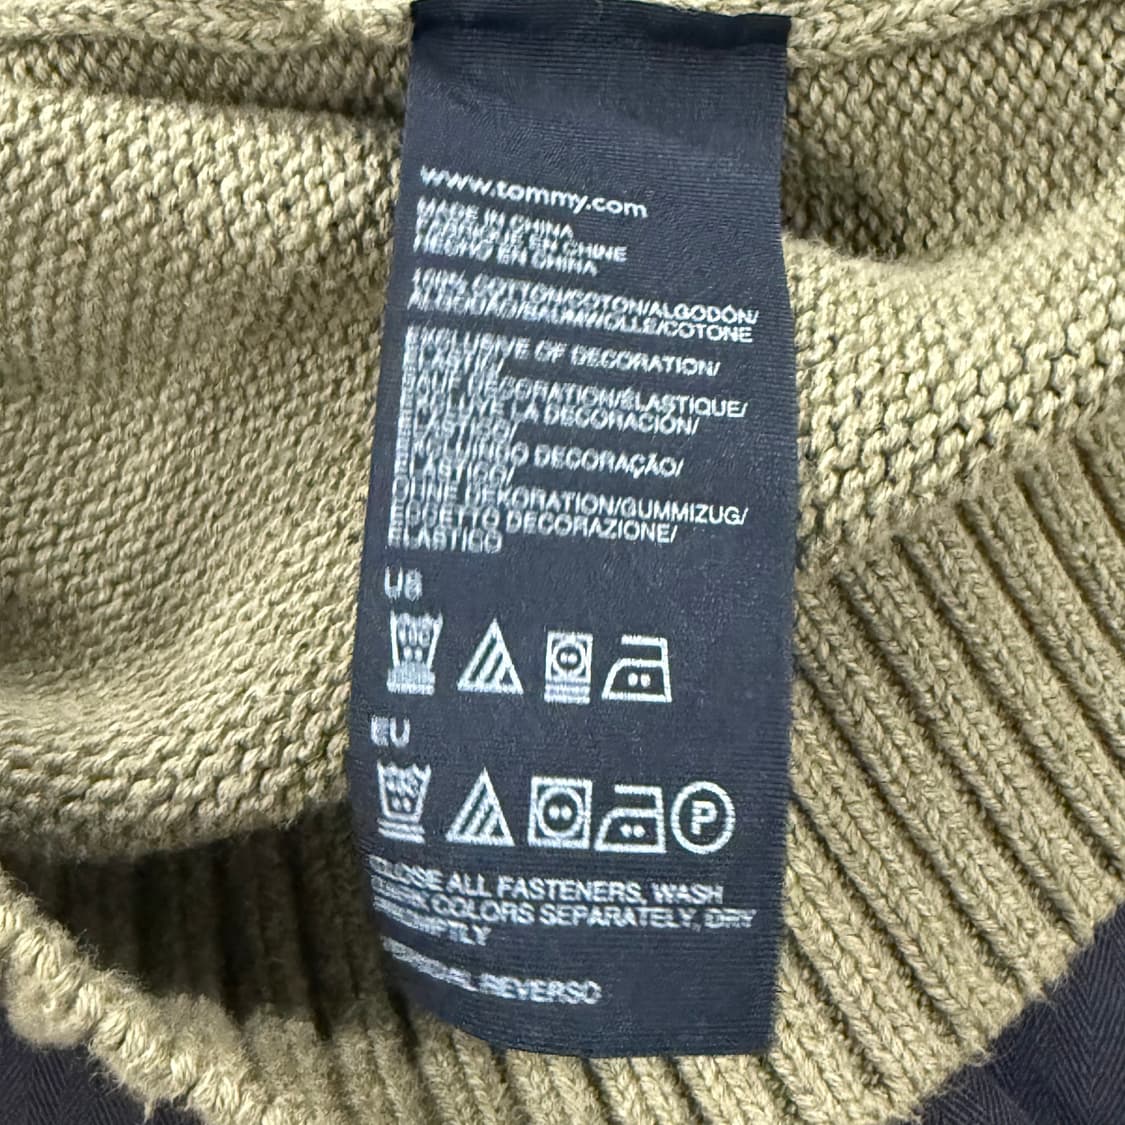 www.tommy.com
MADE IN CHINA
FABRIQUÉ EN CHINE
HECHO EN CHINA
100% COTTON/COTON/ALGODÓN/
ALGODÃO/BAUMWOLLE/COTONE
EXCLUSIVE OF DECORATION/
ELASTIC/
SAUF DÉCORATION/ÉLASTIQUE/
EXCLUYE LA DECORACIÓN/
ELÁSTICO/
EXCLUINDO DECORAÇÃO/
ELÁSTICO/
OHNE DEKORATION/GUMMIZUG/
ECCETTO DECORAZIONE/
ELASTICO
US
EU
P
CLOSE ALL FASTENERS, WASH
DARK COLORS SEPARATELY, DRY
PROMPTLY
REVERSO